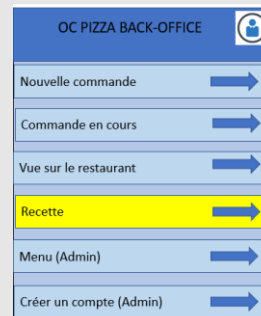 OC PIZZA BACK-OFFICE
Nouvelle commande
Commande en cours
Vue sur le restaurant
Recette
Menu (Admin)
Créer un compte (Admin)